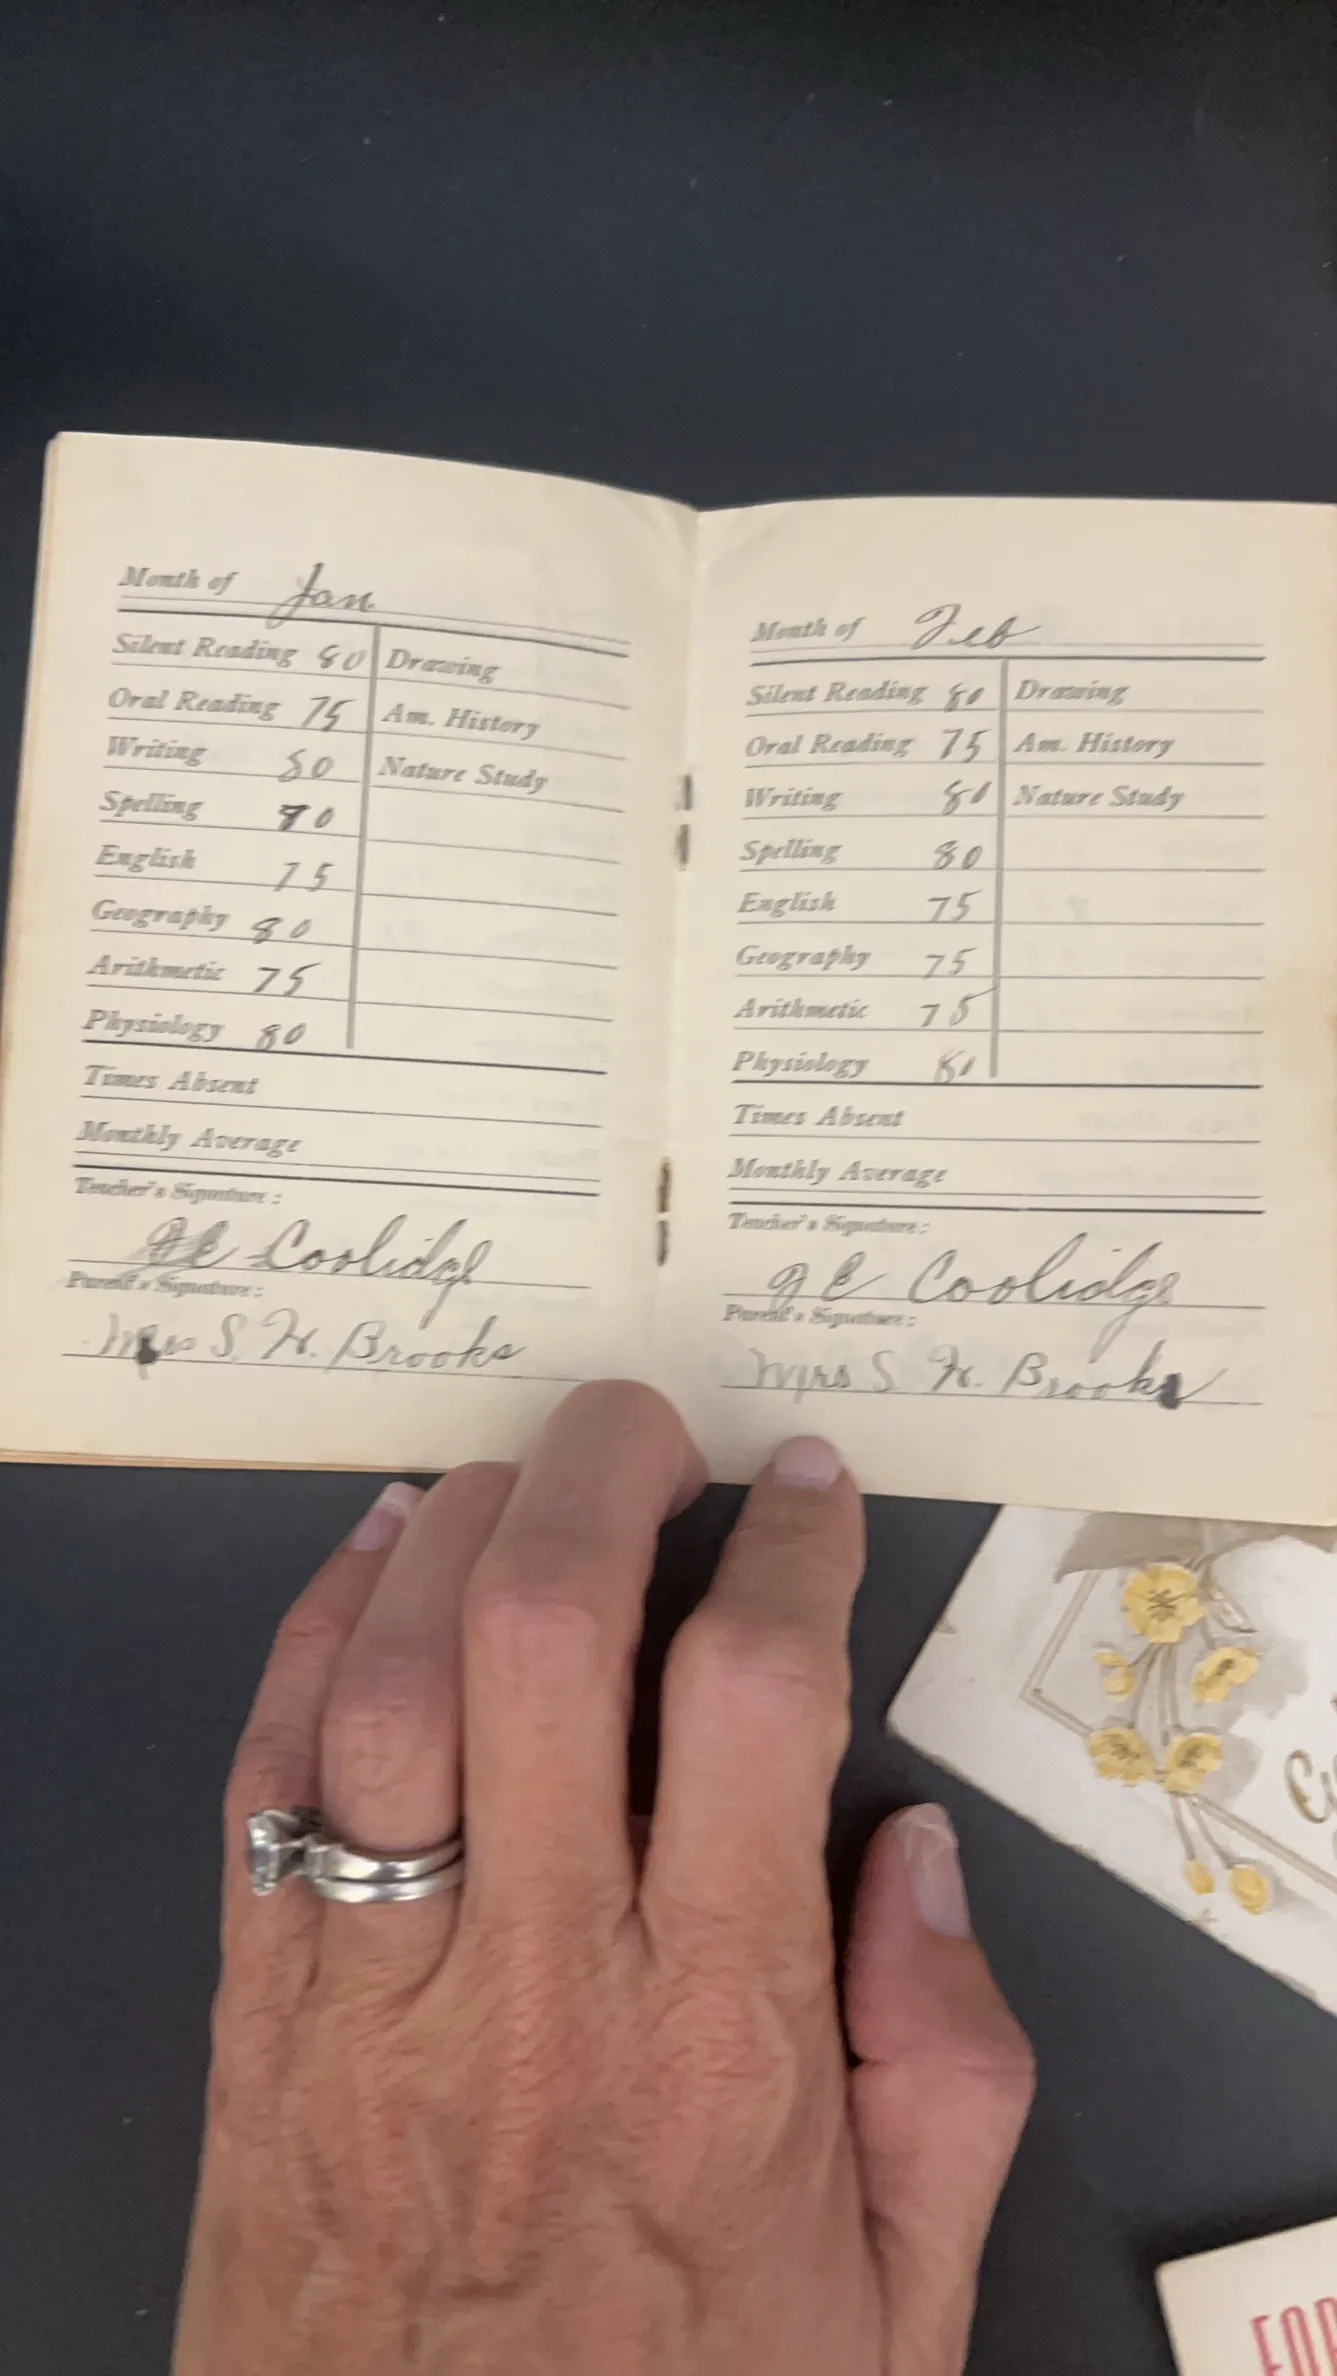 Month of Jan.
Silent Reading 80 Drawing
Oral Reading 75 Am. History
Writing 80 Nature Study
Spelling 70
English 75
Geography 80
Arithmetic 75
Physiology 80
Times Absent
Monthly Average
Teacher's Signature:
Coolidge
Parent's Signature:
Mrs S. H. Brooks
Month of Feb
Silent Reading 80 Drawing
Oral Reading 75 Am. History
Writing 80 Nature Study
Spelling 80
English 75
Geography 75
Arithmetic 75
Physiology 80
Times Absent
Monthly Average
Teacher's Signature:
Coolidge
Parent's Signature:
Mrs S. H. Brooks